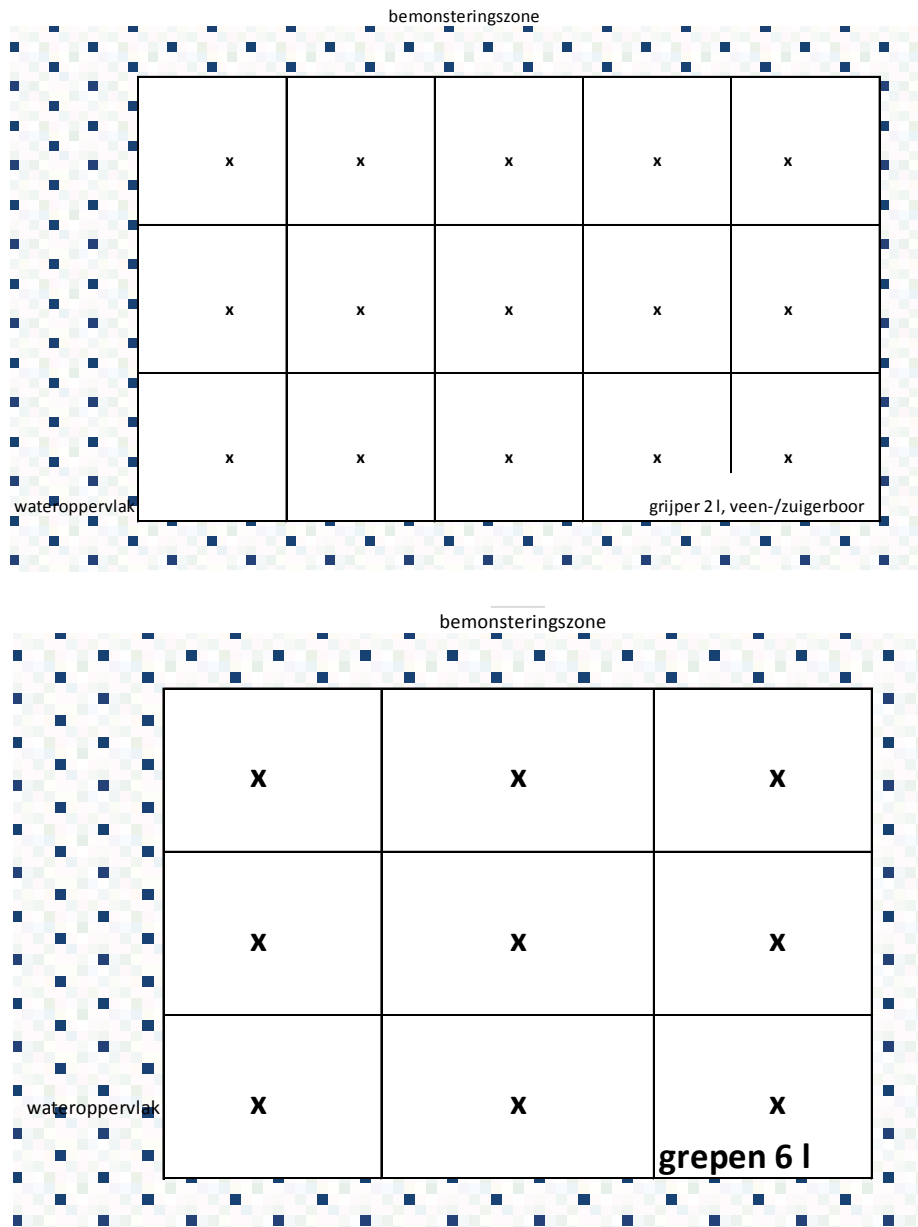 bemonsteringszone
x x x x x
x x x x x
x x x x x
wateroppervlak
grijper 2 l, veen-/zuigerboor
bemonsteringszone
x x x
x x x
x x x
wateroppervlak
grepen 6 l